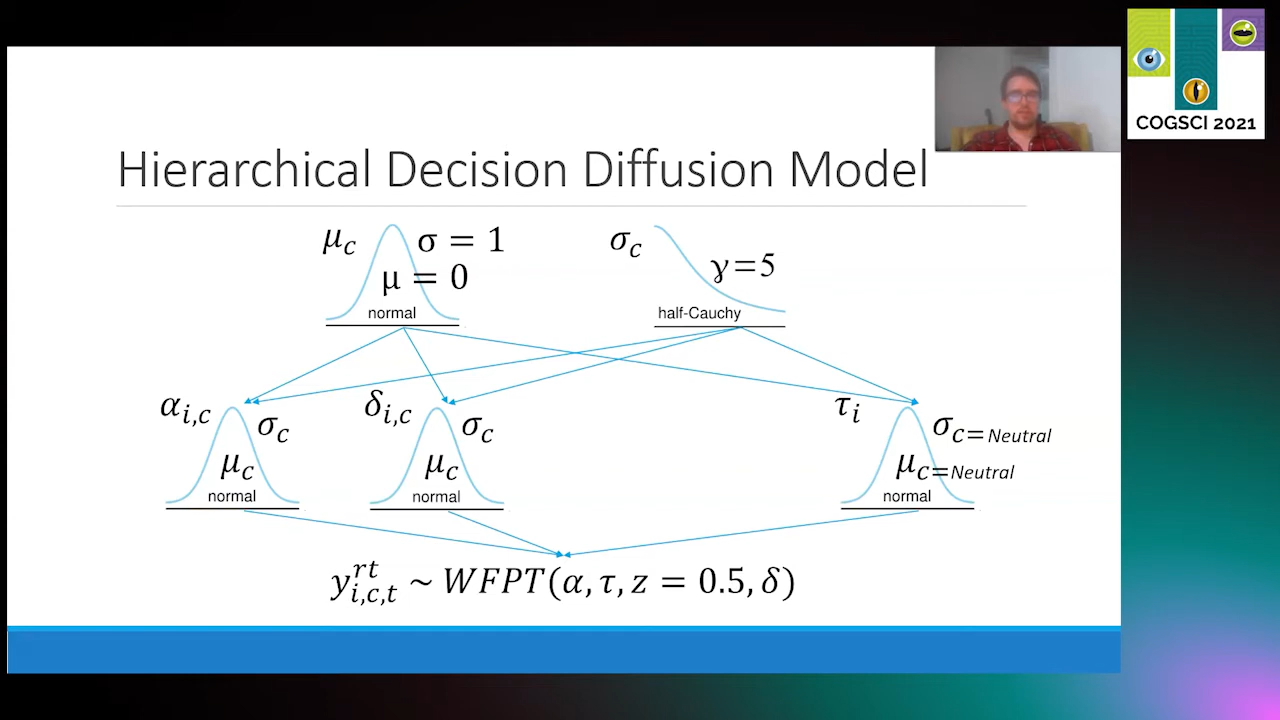 COGSCI 2021
Hierarchical Decision Diffusion Model
μ_c σ = 1
μ = 0
normal
σ_c
γ=5
half-Cauchy
α_{i,c} σ_c
μ_c
normal
δ_{i,c} σ_c
μ_c
normal
τ_i σ_{c=Neutral}
μ_{c=Neutral}
normal
y_{i,c,t}^{rt} ~ WFPT(α, τ, z = 0.5, δ)